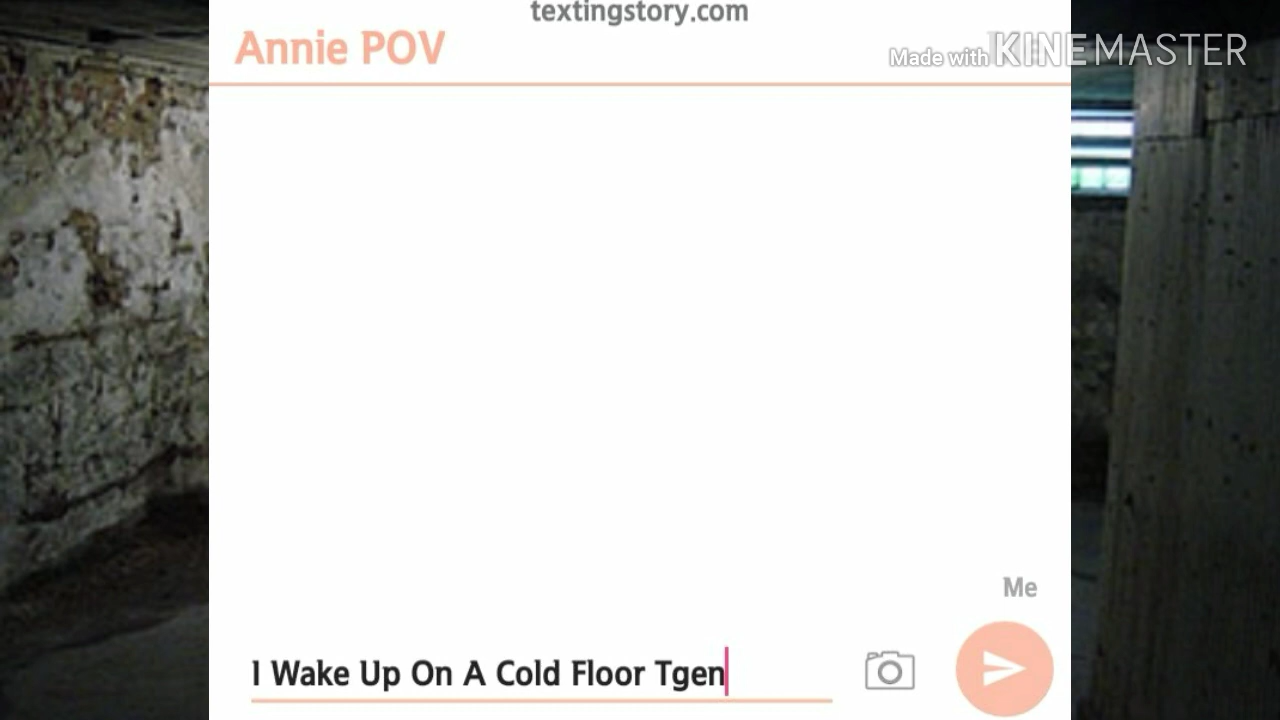 textingstory.com
Annie POV
Made with KINEMASTER
Me
I Wake Up On A Cold Floor Tgen